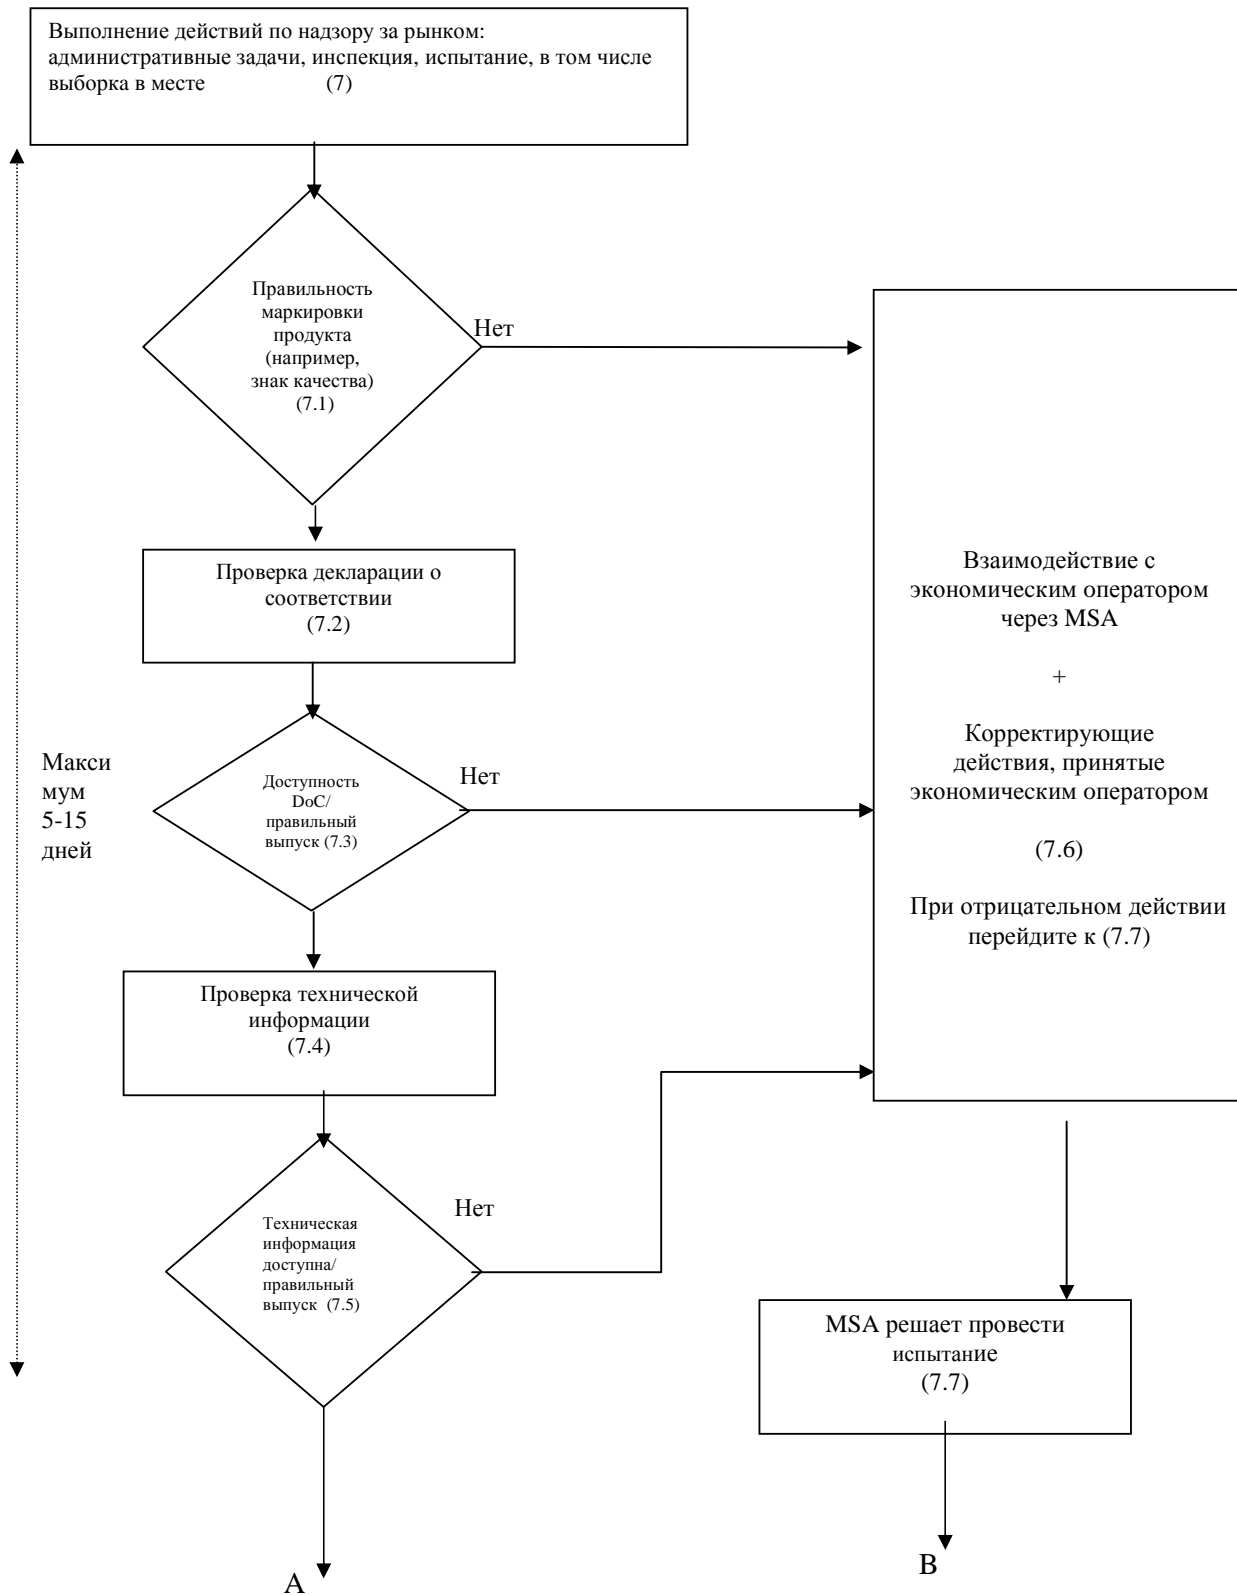 Выполнение действий по надзору за рынком:
административные задачи, инспекция, испытание, в том числе
выборка в месте (7)
Правильность
маркировки
продукта
(например,
знак качества)
(7.1)
Нет
Проверка декларации о
соответствии
(7.2)
Взаимодействие с
экономическим оператором
через MSA
+
Корректирующие
действия, принятые
экономическим оператором
(7.6)
При отрицательном действии
перейдите к (7.7)
Макси
мум
5-15
дней
Доступность
DoC/
правильный
выпуск (7.3)
Нет
Проверка технической
информации
(7.4)
Техническая
информация
доступна/
правильный
выпуск (7.5)
Нет
MSA решает провести
испытание
(7.7)
A
B